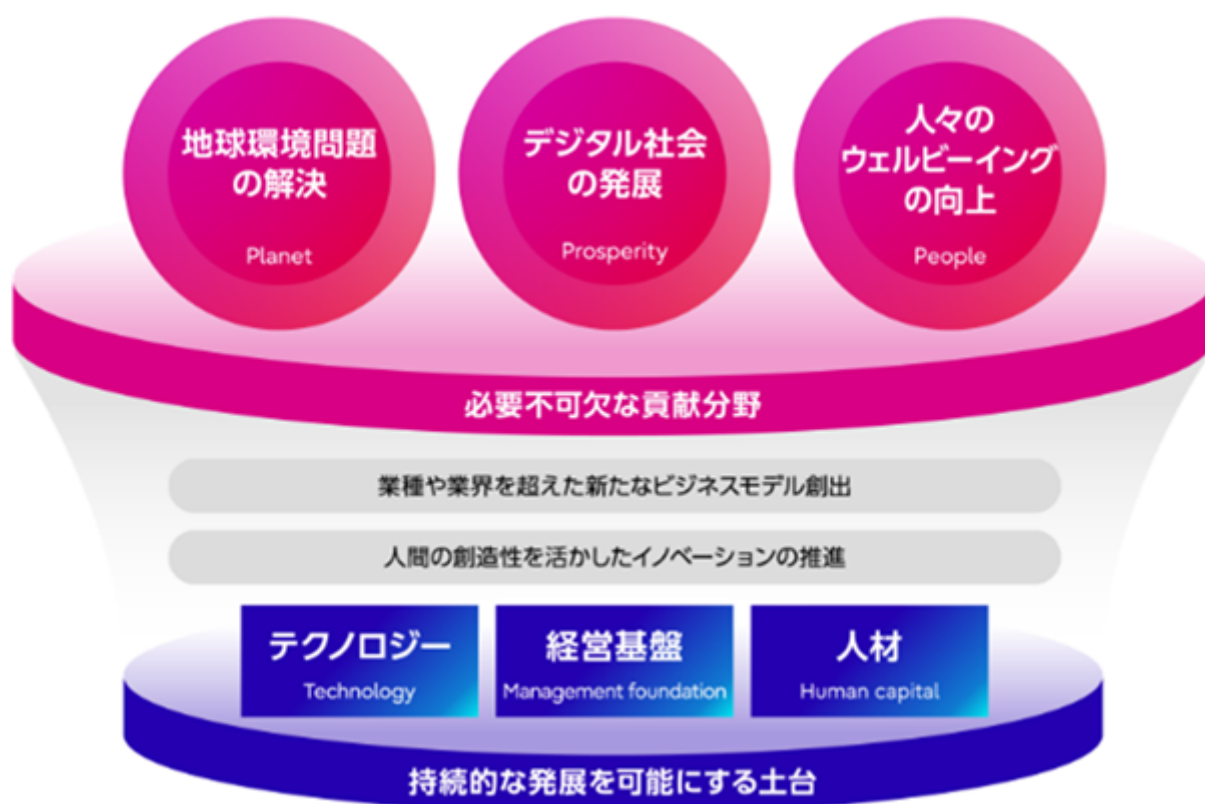 地球環境問題
の解決
Planet
デジタル社会
の発展
Prosperity
人々の
ウェルビーイング
の向上
People
必要不可欠な貢献分野
業種や業界を超えた新たなビジネスモデル創出
人間の創造性を活かしたイノベーションの推進
テクノロジー
Technology
経営基盤
Management foundation
人材
Human capital
持続的な発展を可能にする土台